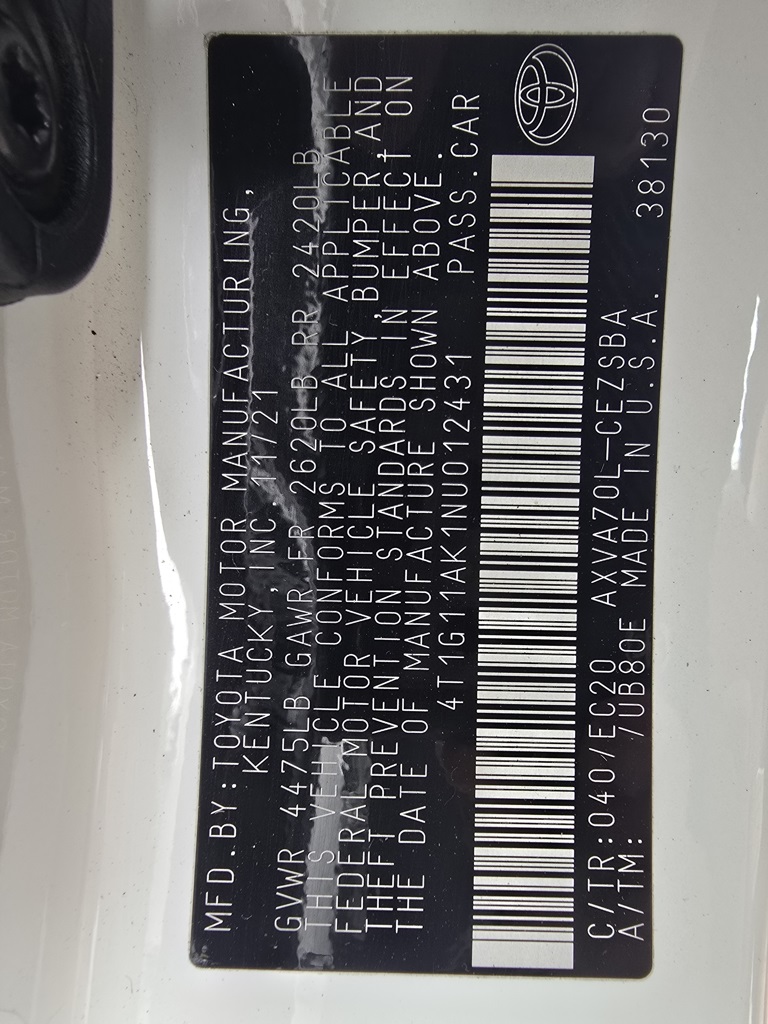 MFD.BY:TOYOTA MOTOR MANUFACTURING,
KENTUCKY, INC. 11/21
GVWR 4475LB GAWR FR 2620LB RR 2420LB
THIS VEHICLE CONFORMS TO ALL APPLICABLE
FEDERAL MOTOR VEHICLE SAFETY, BUMPER, AND
THEFT PREVENTION STANDARDS IN EFFECT ON
THE DATE OF MANUFACTURE SHOWN ABOVE.
4T1G11AK1NU012431 PASS.CAR
C/TR:040/EC20 AXVA70L-CEZSBA
A/TM: /UB80E MADE IN U.S.A. 38130